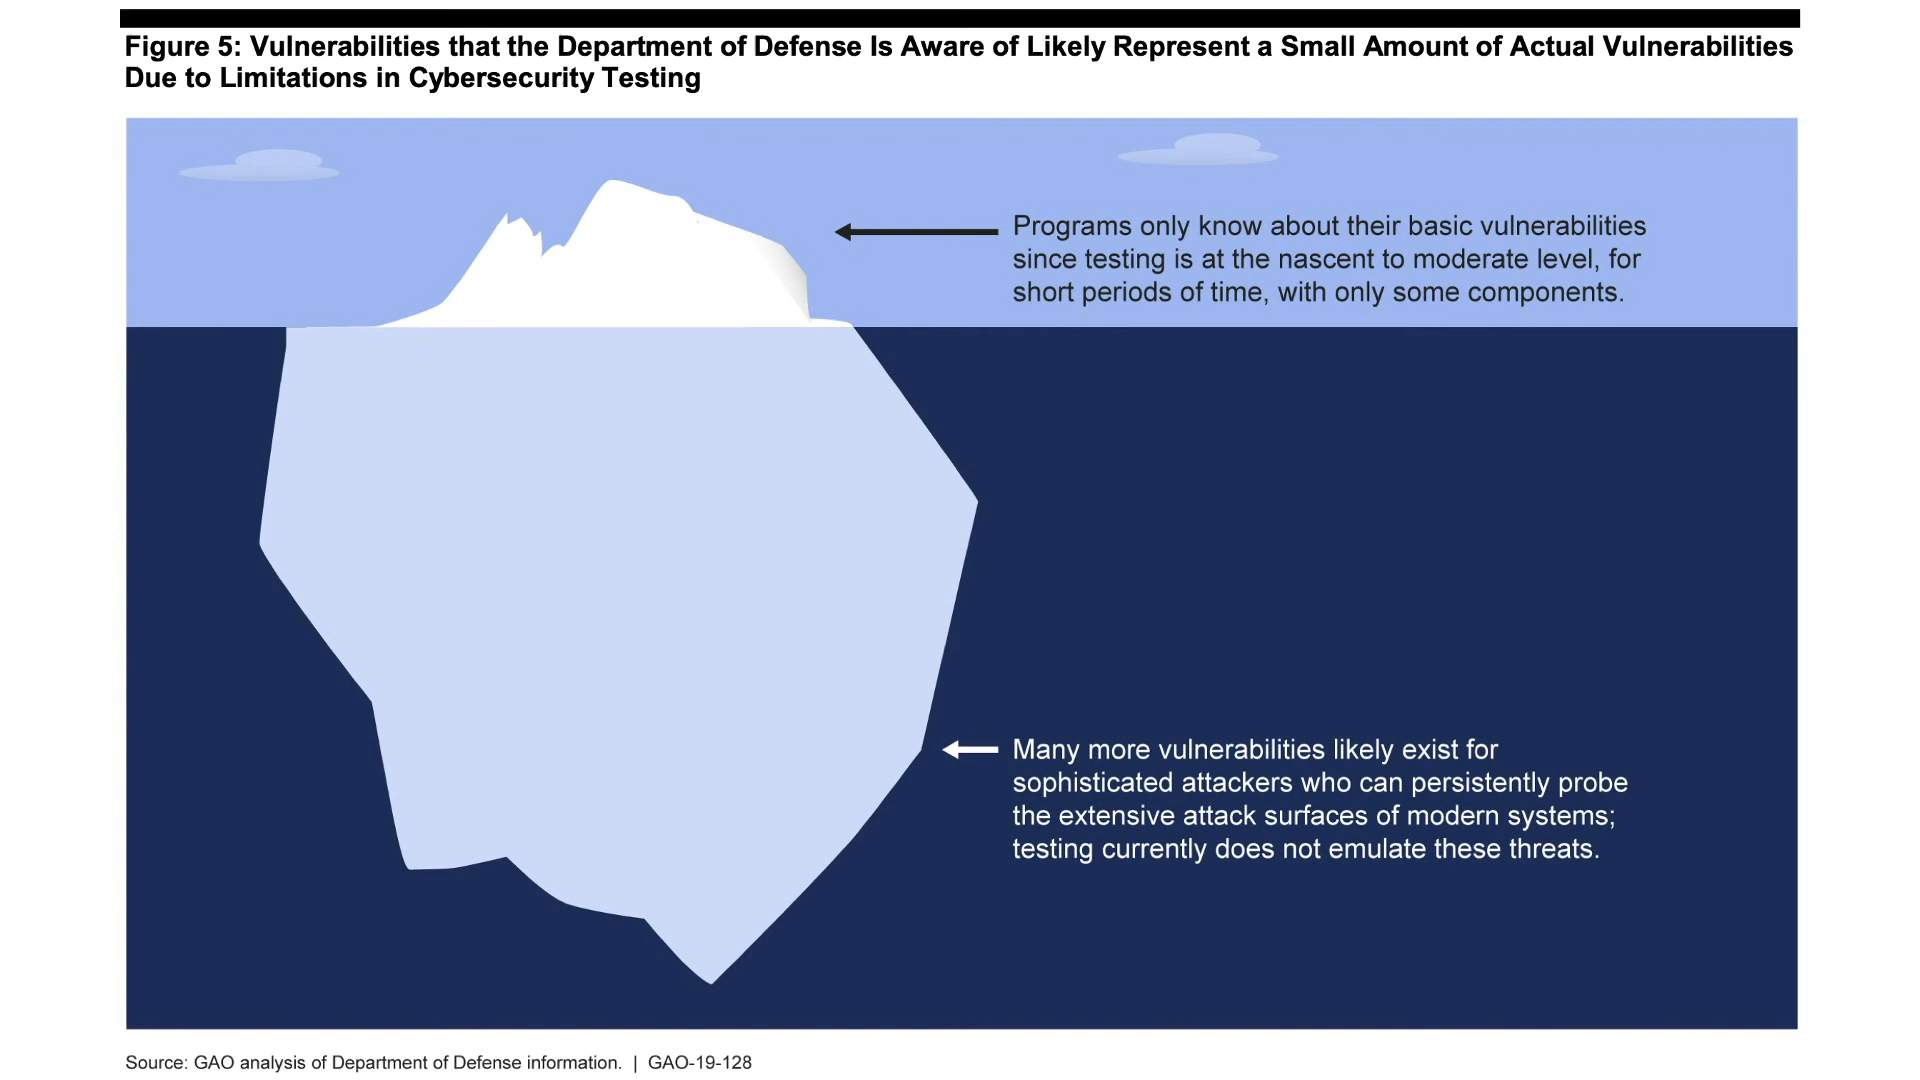 Figure 5: Vulnerabilities that the Department of Defense Is Aware of Likely Represent a Small Amount of Actual Vulnerabilities
Due to Limitations in Cybersecurity Testing
Programs only know about their basic vulnerabilities
since testing is at the nascent to moderate level, for
short periods of time, with only some components.
Many more vulnerabilities likely exist for
sophisticated attackers who can persistently probe
the extensive attack surfaces of modern systems;
testing currently does not emulate these threats.
Source: GAO analysis of Department of Defense information. | GAO-19-128